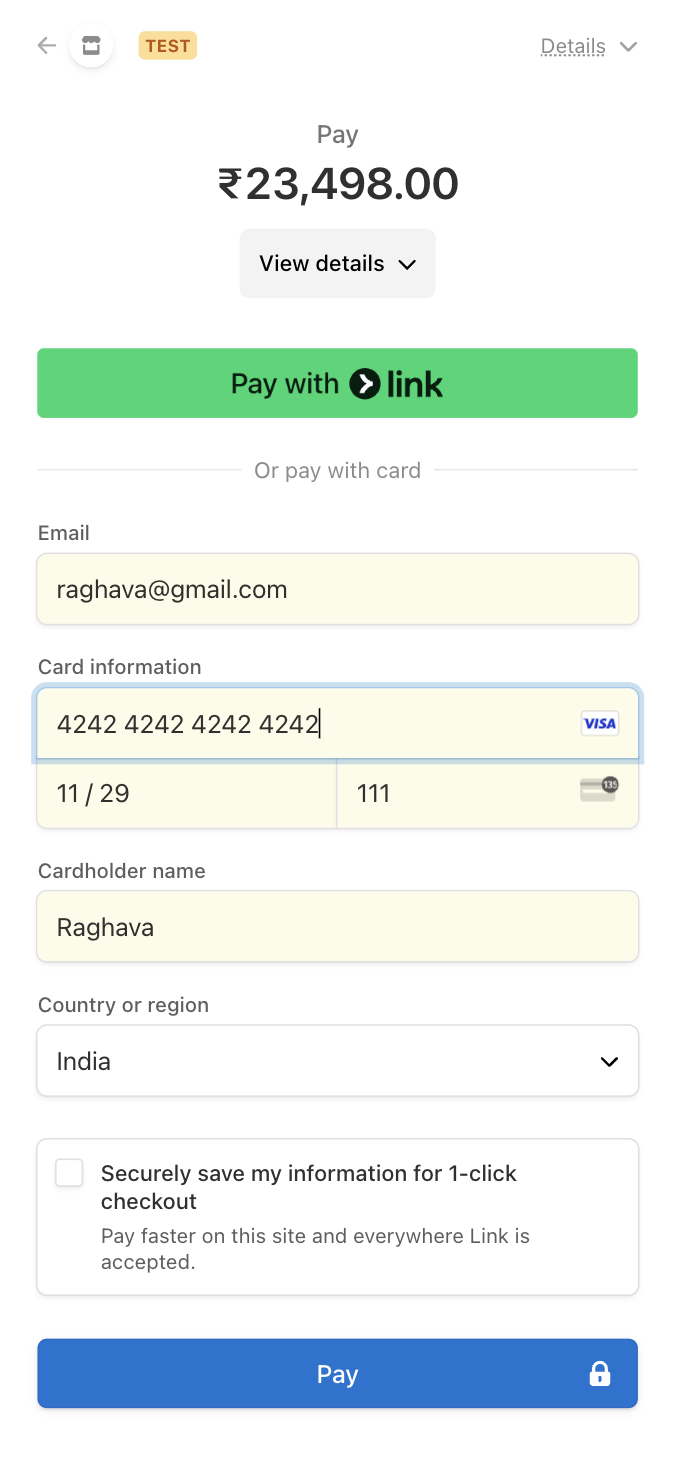 TEST
Details
Pay
₹23,498.00
View details
Pay with link
Or pay with card
Email
raghava@gmail.com
Card information
4242 4242 4242 4242 VISA
11 / 29 111 135
Cardholder name
Raghava
Country or region
India
Securely save my information for 1-click
checkout
Pay faster on this site and everywhere Link is
accepted.
Pay